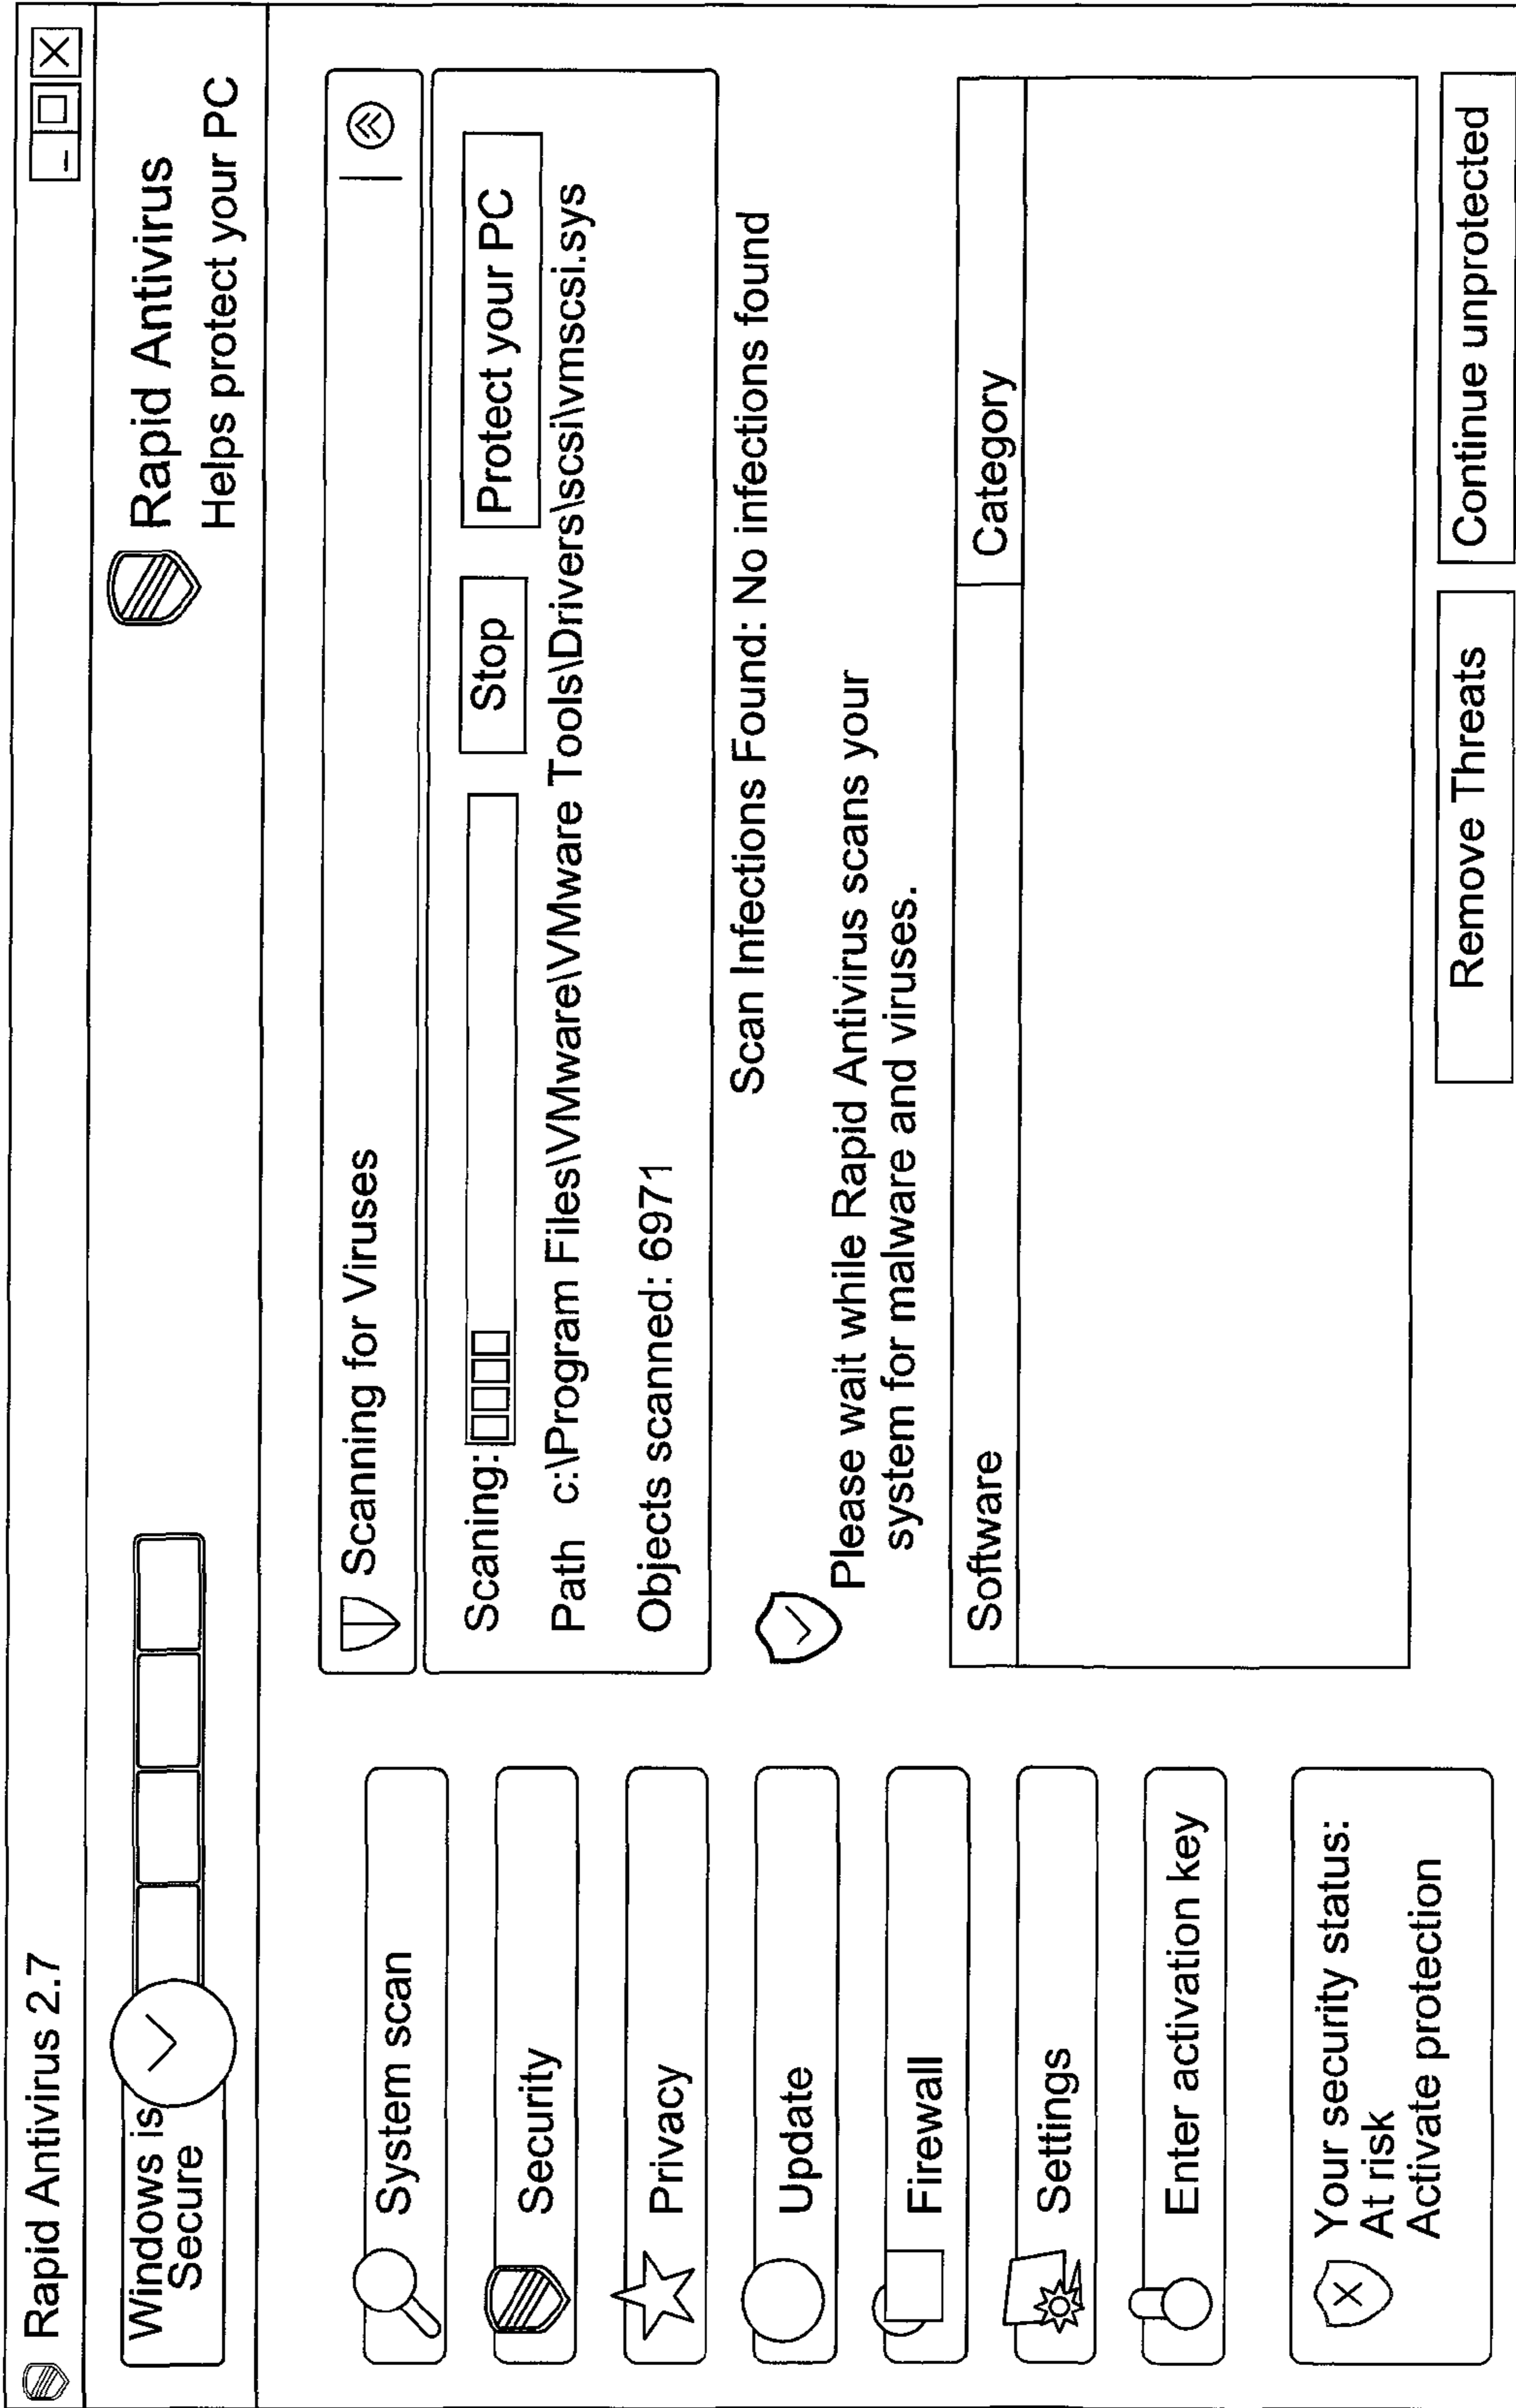 Rapid Antivirus 2.7
Windows is
Secure
Rapid Antivirus
Helps protect your PC
System scan
Security
Privacy
Update
Firewall
Settings
Enter activation key
Your security status:
At risk
Activate protection
Scanning for Viruses
Scaning:
Stop
Protect your PC
Path c:\Program Files\VMware\VMware Tools\Drivers\scsi\vmscsi.sys
Objects scanned: 6971
Scan Infections Found: No infections found
Please wait while Rapid Antivirus scans your
system for malware and viruses.
Software
Category
Remove Threats
Continue unprotected